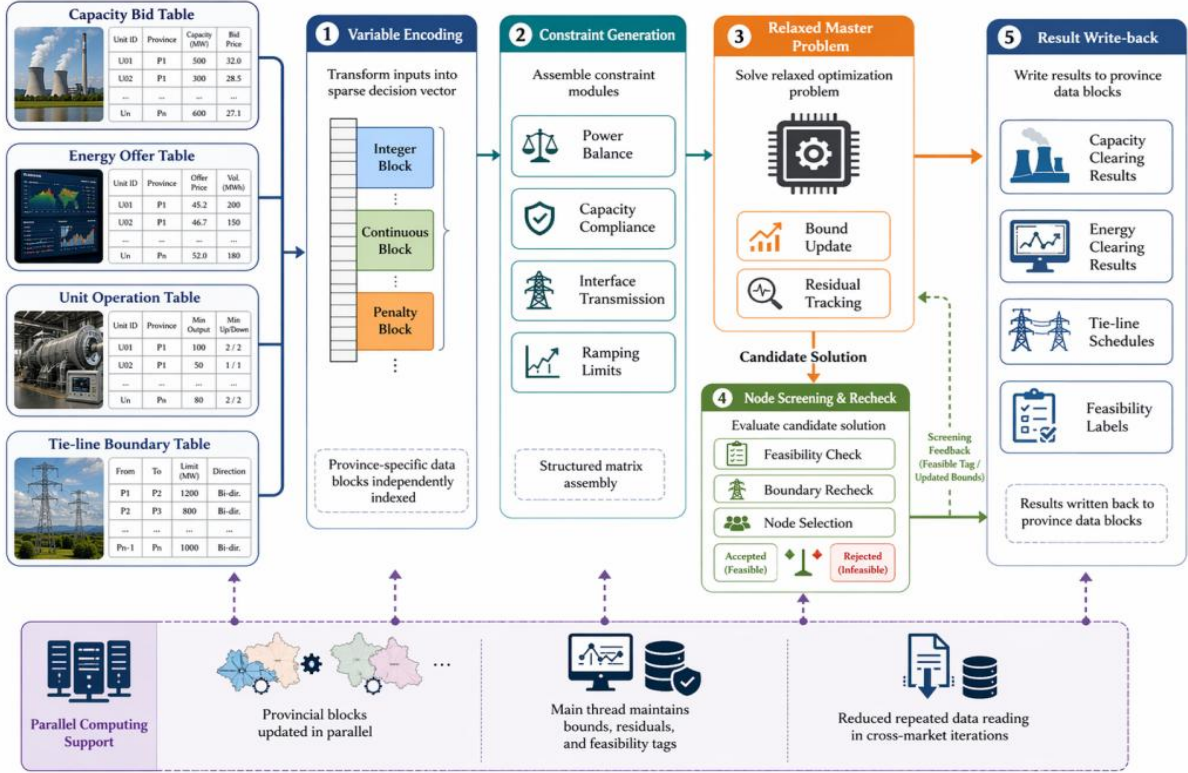 Capacity Bid Table
Unit ID Province Capacity (MW) Bid Price
U01 P1 500 32.0
U02 P1 300 28.5
... ... ... ...
Un Pn 600 27.1
Energy Offer Table
Unit ID Province Offer Price Vol. (MWh)
U01 P1 45.2 200
U02 P1 46.7 150
... ... ... ...
Un Pn 52.0 180
Unit Operation Table
Unit ID Province Min Output Min Up/Down
U01 P1 100 2 / 2
U02 P1 50 1 / 1
... ... ... ...
Un Pn 80 2 / 2
Tie-line Boundary Table
From To Limit (MW) Direction
P1 P2 1200 Bi-dir.
P2 P3 800 Bi-dir.
... ... ... ...
Pn-1 Pn 1000 Bi-dir.
1 Variable Encoding
Transform inputs into
sparse decision vector
Integer
Block
Continuous
Block
Penalty
Block
Province-specific data
blocks independently
indexed
2 Constraint Generation
Assemble constraint
modules
Power
Balance
Capacity
Compliance
Interface
Transmission
Ramping
Limits
Structured matrix
assembly
3 Relaxed Master
Problem
Solve relaxed optimization
problem
Bound
Update
Residual
Tracking
Candidate Solution
4 Node Screening & Recheck
Evaluate candidate solution
Feasibility Check
Boundary Recheck
Node Selection
Accepted
(Feasible)
Rejected
(Infeasible)
Screening
Feedback
(Feasible Tag /
Updated Bounds)
5 Result Write-back
Write results to province
data blocks
Capacity
Clearing
Results
Energy
Clearing
Results
Tie-line
Schedules
Feasibility
Labels
Results written back to
province data blocks
Parallel Computing
Support
Provincial blocks
updated in parallel
...
Main thread maintains
bounds, residuals,
and feasibility tags
Reduced repeated data reading
in cross-market iterations